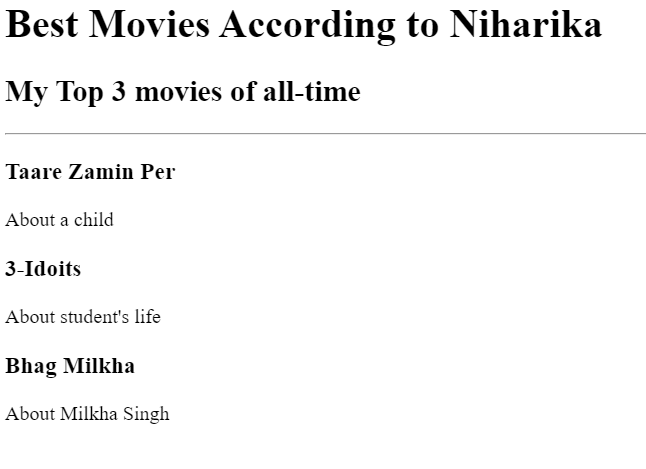 Best Movies According to Niharika
My Top 3 movies of all-time
Taare Zamin Per
About a child
3-Idoits
About student's life
Bhag Milkha
About Milkha Singh